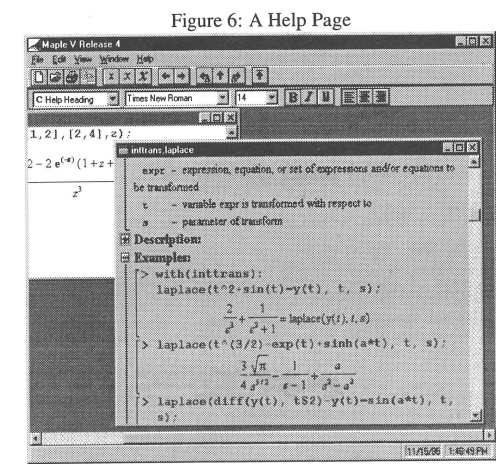 Figure 6: A Help Page
Maple V Release 4
File Edit View Window Help
C Help Heading Times New Roman 14 B I U
1,2],[2,4],z);
2 - 2 e^(-z) (1 + z +
z^3
inttrans,laplace
expr - expression, equation, or set of expressions and/or equations to
be transformed
t - variable expr is transformed with respect to
s - parameter of transform
Description:
Examples:
> with(inttrans):
laplace(t^2+sin(t)=y(t), t, s);
2/s^3 + 1/(s^2+1) = laplace(y(t), t, s)
> laplace(t^(3/2)-exp(t)+sinh(a*t), t, s);
3/4 √π/s^(5/2) - 1/(s-1) + a/(s^2-a^2)
> laplace(diff(y(t), t$2)-y(t)=sin(a*t), t,
s);
11/15/96 1:48:49 PM